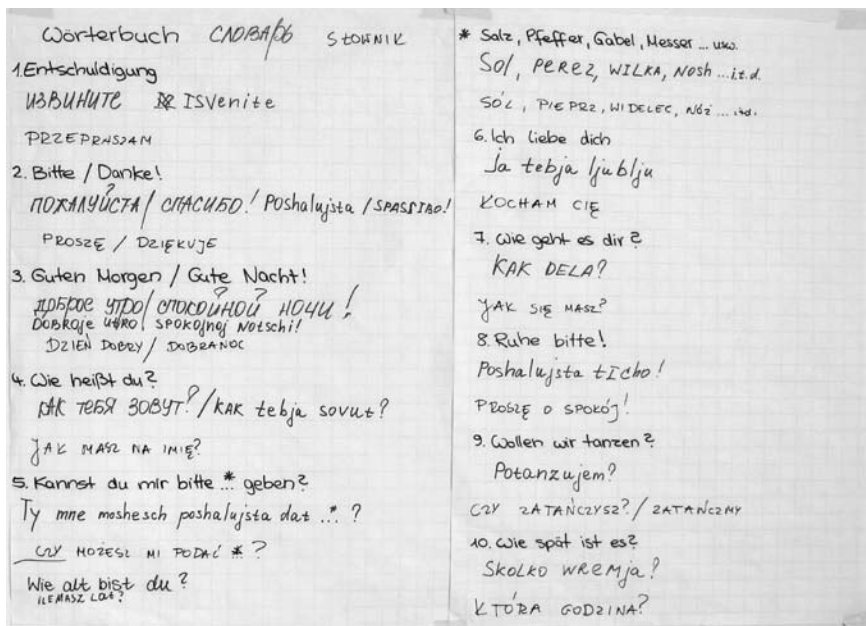 Wörterbuch СЛОВАРЬ SŁOWNIK
1. Entschuldigung
ИЗВИНИТЕ ISVenite
PRZEPRASZAM
2. Bitte / Danke!
ПОЖАЛУЙСТА / СПАСИБО! Poshalujsta / SPASSIBO!
PROSZĘ / DZIĘKUJE
3. Guten Morgen / Gute Nacht!
ДОБРОЕ УТРО / СПОКОЙНОЙ НОЧИ!
DOBROJE UTRO / SPOKOJNOJ NOTSCHI!
DZIEŃ DOBRY / DOBRANOC
4. Wie heißt du?
КАК ТЕБЯ ЗОВУТ? / KAK tebja sovut?
JAK MASZ NA IMIĘ?
5. Kannst du mir bitte ...* geben?
Ty mne moshesch poshalujsta dat ...* ?
CZY MOŻESZ MI PODAĆ * ?
Wie alt bist du?
ILE MASZ LAT?
* Salz, Pfeffer, Gabel, Messer ... usw.
Sol, PEREZ, WILKA, NOSH ... i.t.d.
SÓL, PIEPRZ, WIDELEC, NÓŻ ... itd.
6. Ich liebe dich
Ja tebja ljublju
KOCHAM CIĘ
7. Wie geht es dir?
KAK DELA?
JAK SIĘ MASZ?
8. Ruhe bitte!
Poshalujsta tIcho!
PROSZĘ O SPOKÓJ!
9. Wollen wir tanzen?
Potanzujem?
CZY ZATAŃCZYSZ? / ZATAŃCZMY
10. Wie spät ist es?
SKOLKO WREMja?
KTÓRA GODZINA?